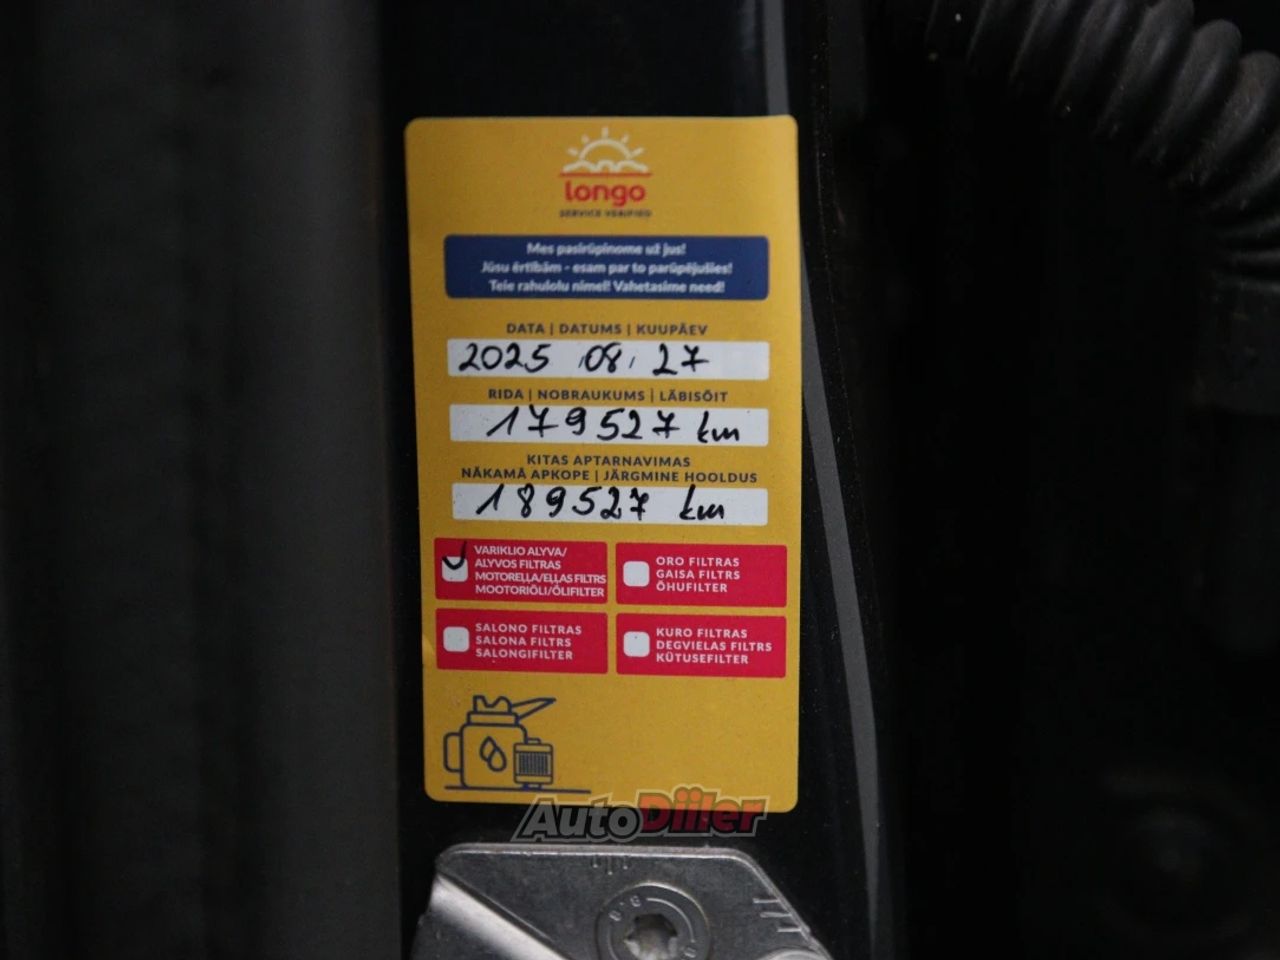 longo
SERVICE VERIFIED
Mes pasirūpinome už jus!
Jūsu ērtībām - esam par to parūpējušies!
Teie rahulolu nimel! Vahetasime need!
DATA | DATUMS | KUUPÄEV
2025 08. 27
RIDA | NOBRAUKUMS | LÄBISÕIT
179527 km
KITAS APTARNAVIMAS
NĀKAMĀ APKOPE | JÄRGMINE HOOLDUS
189527 km
VARIKLIO ALYVA/
ALYVOS FILTRAS
MOTOREĻĻA/EĻĻAS FILTRS
MOOTORIÕLI/ÕLIFILTER
ORO FILTRAS
GAISA FILTRS
ÕHUFILTER
SALONO FILTRAS
SALONA FILTRS
SALONGIFILTER
KURO FILTRAS
DEGVIELAS FILTRS
KÜTUSEFILTER
AutoDiiler
8.8